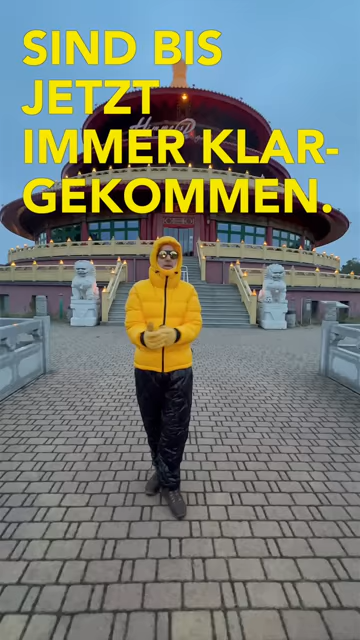 SIND BIS
JETZT
IMMER KLAR-
GEKOMMEN.